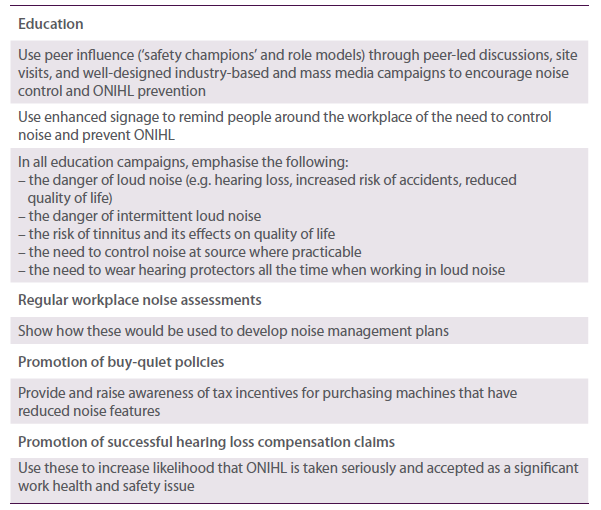 Education
Use peer influence (‘safety champions’ and role models) through peer-led discussions, site
visits, and well-designed industry-based and mass media campaigns to encourage noise
control and ONIHL prevention
Use enhanced signage to remind people around the workplace of the need to control
noise and prevent ONIHL
In all education campaigns, emphasise the following:
– the danger of loud noise (e.g. hearing loss, increased risk of accidents, reduced
quality of life)
– the danger of intermittent loud noise
– the risk of tinnitus and its effects on quality of life
– the need to control noise at source where practicable
– the need to wear hearing protectors all the time when working in loud noise
Regular workplace noise assessments
Show how these would be used to develop noise management plans
Promotion of buy-quiet policies
Provide and raise awareness of tax incentives for purchasing machines that have
reduced noise features
Promotion of successful hearing loss compensation claims
Use these to increase likelihood that ONIHL is taken seriously and accepted as a significant
work health and safety issue